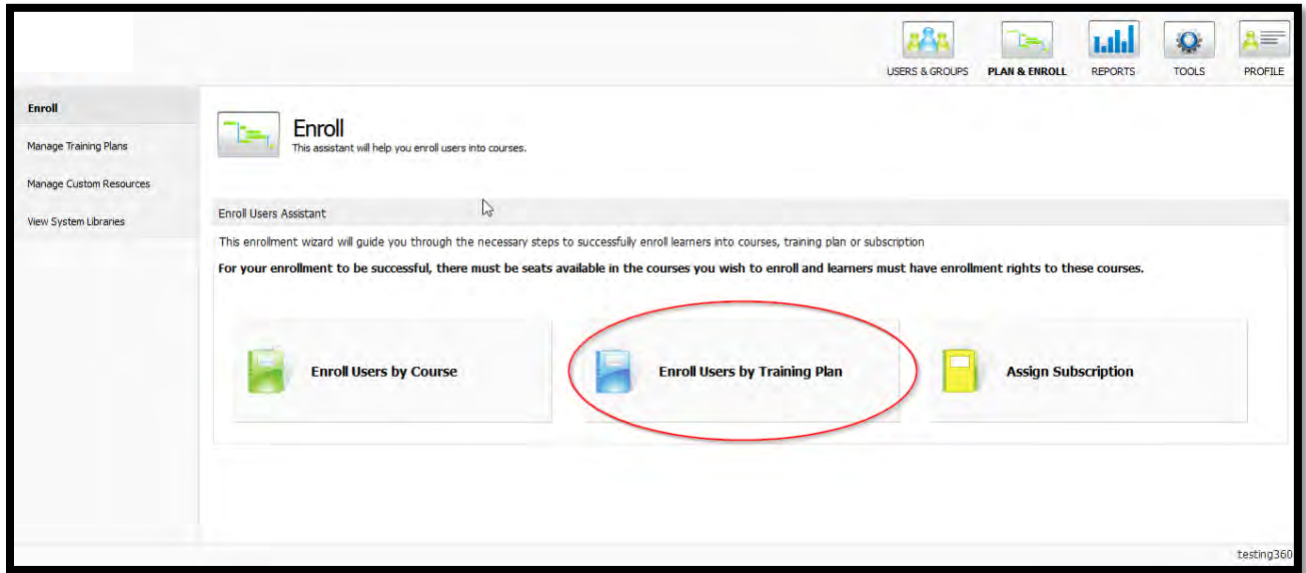 USERS & GROUPS PLAN & ENROLL REPORTS TOOLS PROFILE
Enroll
Manage Training Plans
Manage Custom Resources
View System Libraries
Enroll
This assistant will help you enroll users into courses.
Enroll Users Assistant
This enrollment wizard will guide you through the necessary steps to successfully enroll learners into courses, training plan or subscription
For your enrollment to be successful, there must be seats available in the courses you wish to enroll and learners must have enrollment rights to these courses.
Enroll Users by Course Enroll Users by Training Plan Assign Subscription
testing360